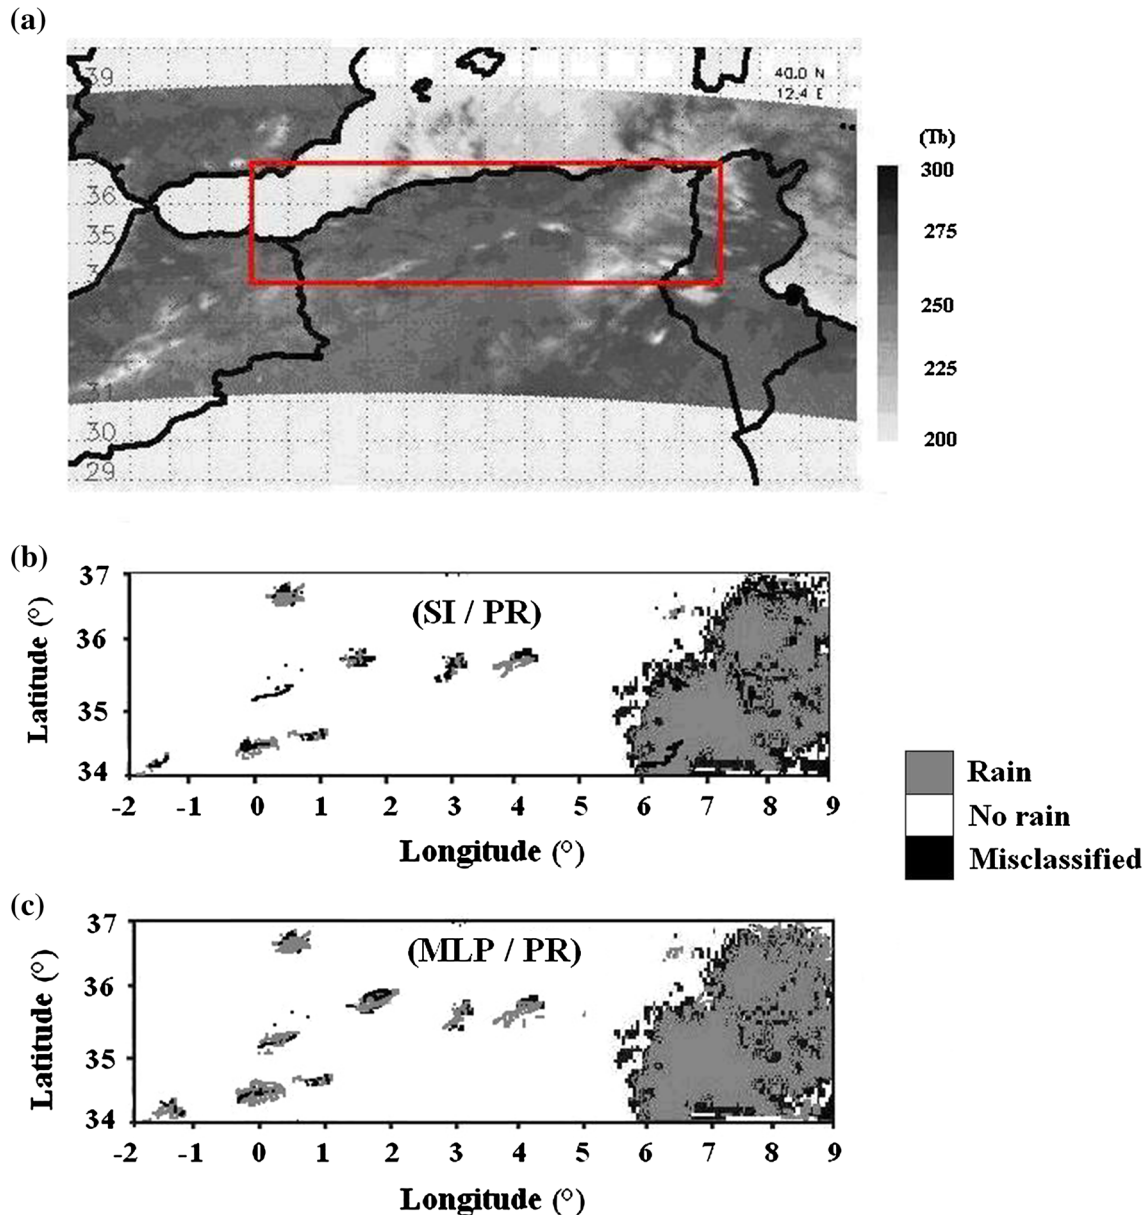 (a)
39
40.0 N
12.4 E
36
35
31
30
29
(Tb)
300
275
250
225
200
(b)
(SI / PR)
37
36
35
34
Latitude (°)
-2 -1 0 1 2 3 4 5 6 7 8 9
Longitude (°)
Rain
No rain
Misclassified
(c)
(MLP / PR)
37
36
35
34
Latitude (°)
-2 -1 0 1 2 3 4 5 6 7 8 9
Longitude (°)